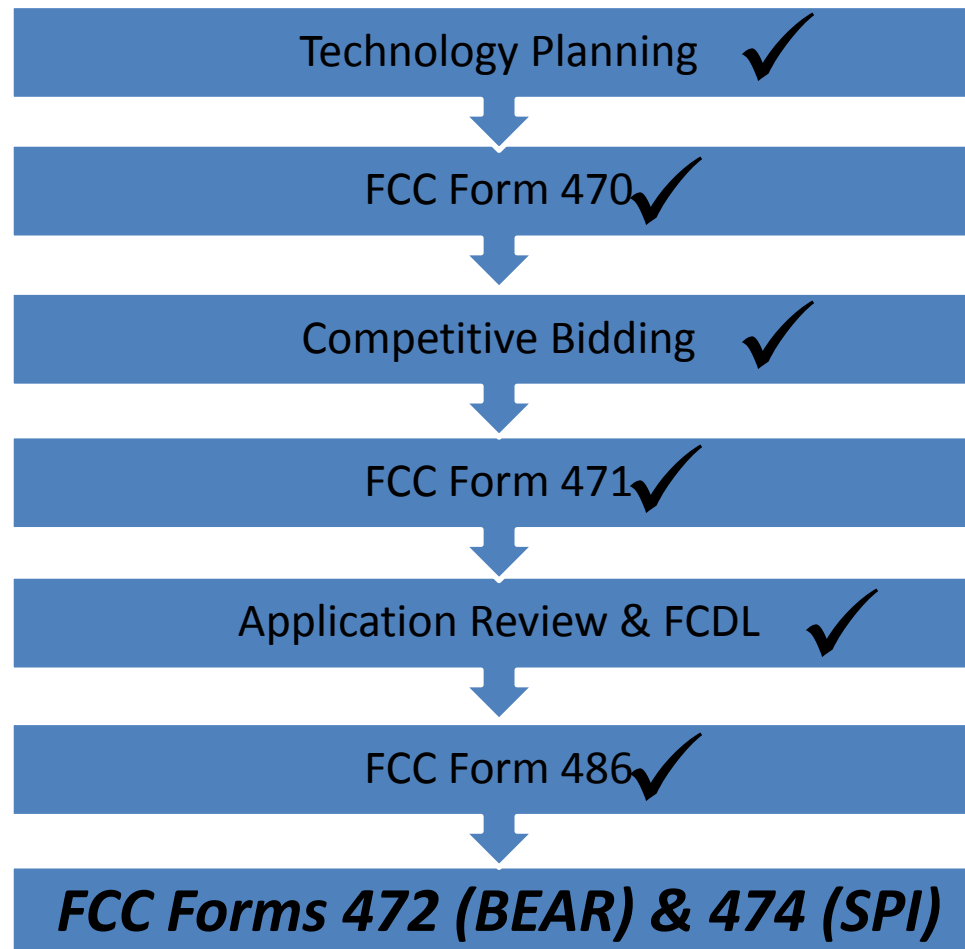 Technology Planning
FCC Form 470
Competitive Bidding
FCC Form 471
Application Review & FCDL
FCC Form 486
FCC Forms 472 (BEAR) & 474 (SPI)